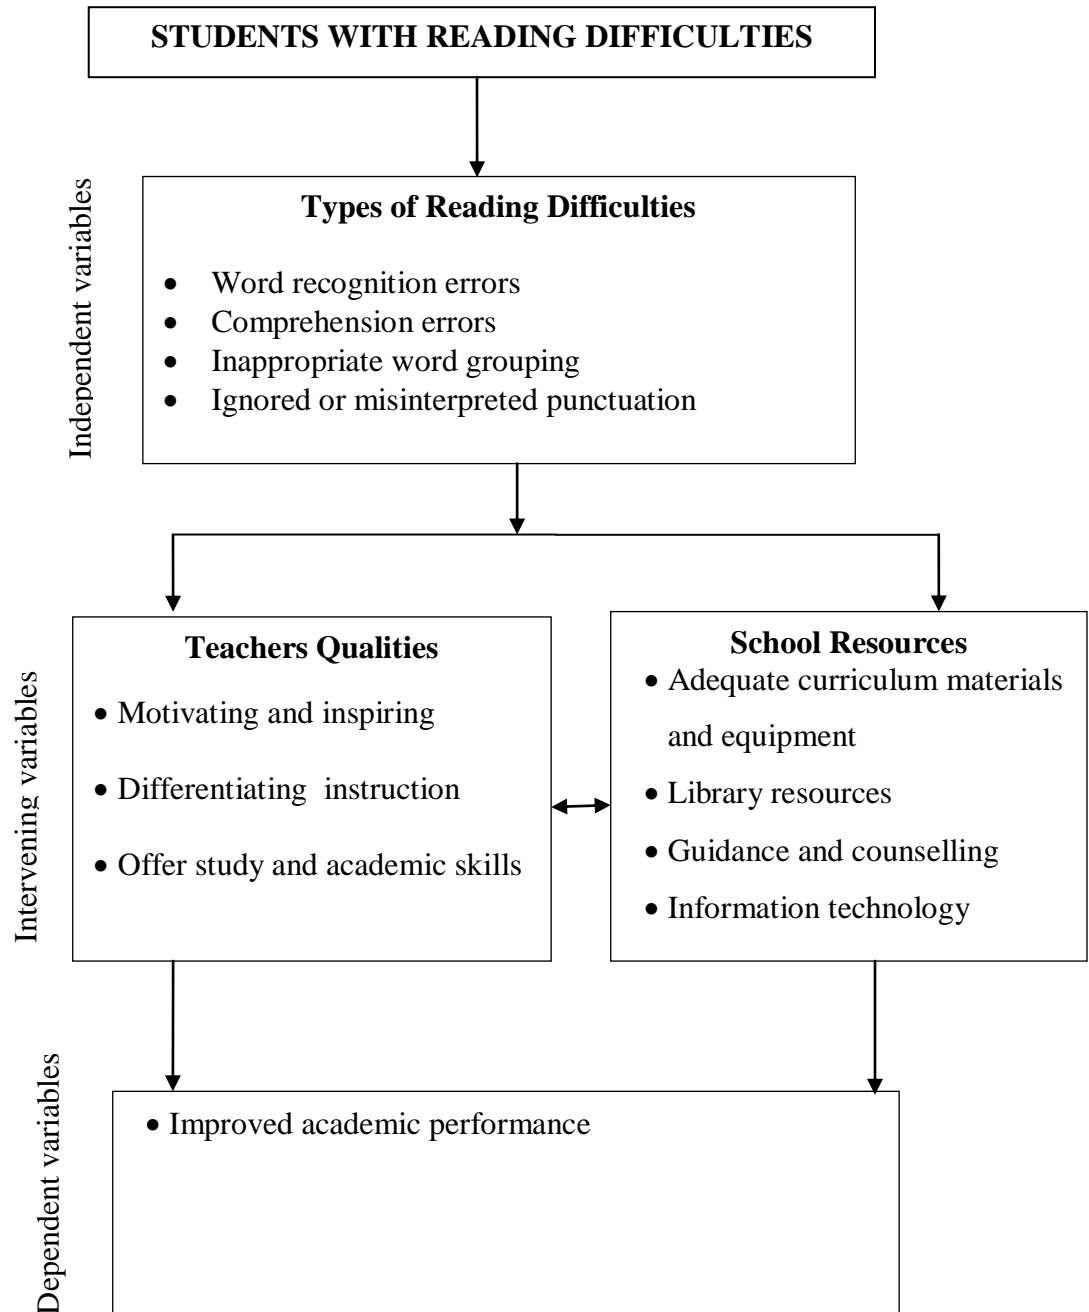 STUDENTS WITH READING DIFFICULTIES
Independent variables
Types of Reading Difficulties
• Word recognition errors
• Comprehension errors
• Inappropriate word grouping
• Ignored or misinterpreted punctuation
Intervening variables
Teachers Qualities
• Motivating and inspiring
• Differentiating instruction
• Offer study and academic skills
School Resources
• Adequate curriculum materials
and equipment
• Library resources
• Guidance and counselling
• Information technology
Dependent variables
• Improved academic performance